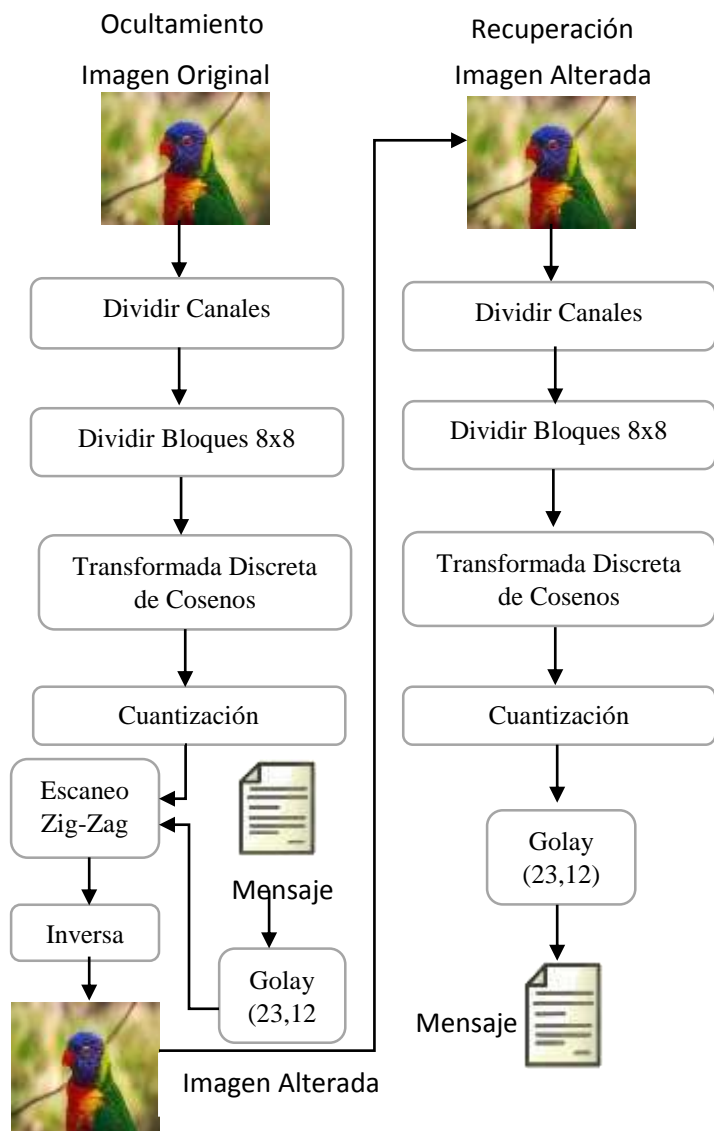 Ocultamiento
Imagen Original
Dividir Canales
Dividir Bloques 8x8
Transformada Discreta
de Cosenos
Cuantización
Escaneo
Zig-Zag
Mensaje
Inversa
Golay
(23,12
Imagen Alterada
Recuperación
Imagen Alterada
Dividir Canales
Dividir Bloques 8x8
Transformada Discreta
de Cosenos
Cuantización
Golay
(23,12)
Mensaje